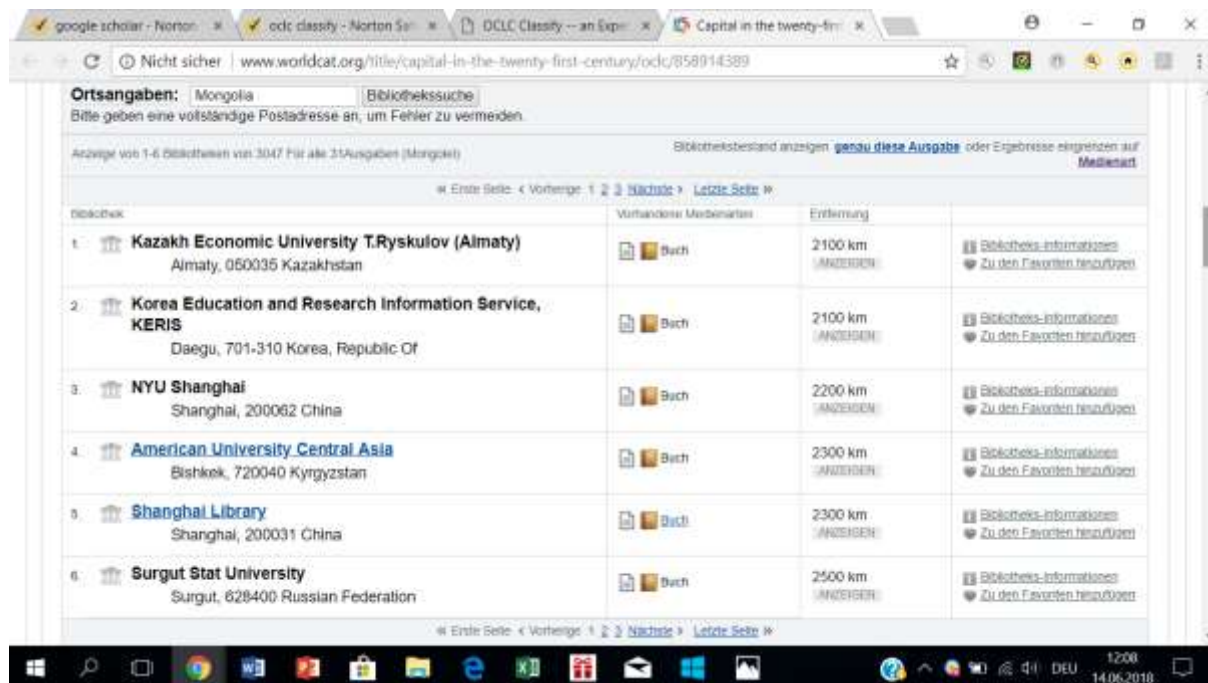 google scholar - Norton
oclc classify - Norton Saf
OCLC Classify -- an Exper
Capital in the twenty-firs
Nicht sicher | www.worldcat.org/title/capital-in-the-twenty-first-century/oclc/858914389
Ortsangaben: Mongolia Bibliothekssuche
Bitte geben eine vollständige Postadresse an, um Fehler zu vermeiden.
Anzeige von 1-6 Bibliotheken von 3047 Für alle 31Ausgaben (Mongolei)
Bibliotheksbestand anzeigen genau diese Ausgabe oder Ergebnisse eingrenzen auf
Medienart
« Erste Seite < Vorherige 1 2 3 Nächste > Letzte Seite »
Bibliothek Vorhandene Medienarten Entfernung
1. Kazakh Economic University T.Ryskulov (Almaty) Buch 2100 km Bibliotheks-Informationen
Almaty, 050035 Kazakhstan ANZEIGEN Zu den Favoriten hinzufügen
2. Korea Education and Research Information Service,
KERIS Buch 2100 km Bibliotheks-Informationen
Daegu, 701-310 Korea, Republic Of ANZEIGEN Zu den Favoriten hinzufügen
3. NYU Shanghai Buch 2200 km Bibliotheks-Informationen
Shanghai, 200062 China ANZEIGEN Zu den Favoriten hinzufügen
4. American University Central Asia Buch 2300 km Bibliotheks-Informationen
Bishkek, 720040 Kyrgyzstan ANZEIGEN Zu den Favoriten hinzufügen
5. Shanghai Library Buch 2300 km Bibliotheks-Informationen
Shanghai, 200031 China ANZEIGEN Zu den Favoriten hinzufügen
6. Surgut Stat University Buch 2500 km Bibliotheks-Informationen
Surgut, 628400 Russian Federation ANZEIGEN Zu den Favoriten hinzufügen
« Erste Seite < Vorherige 1 2 3 Nächste > Letzte Seite »
DEU
12:08
14.06.2018